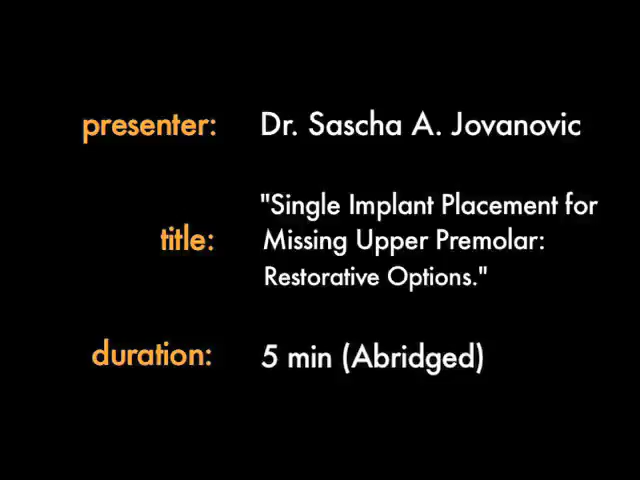 presenter: Dr. Sascha A. Jovanovic
"Single Implant Placement for
title: Missing Upper Premolar:
Restorative Options."
duration: 5 min (Abridged)